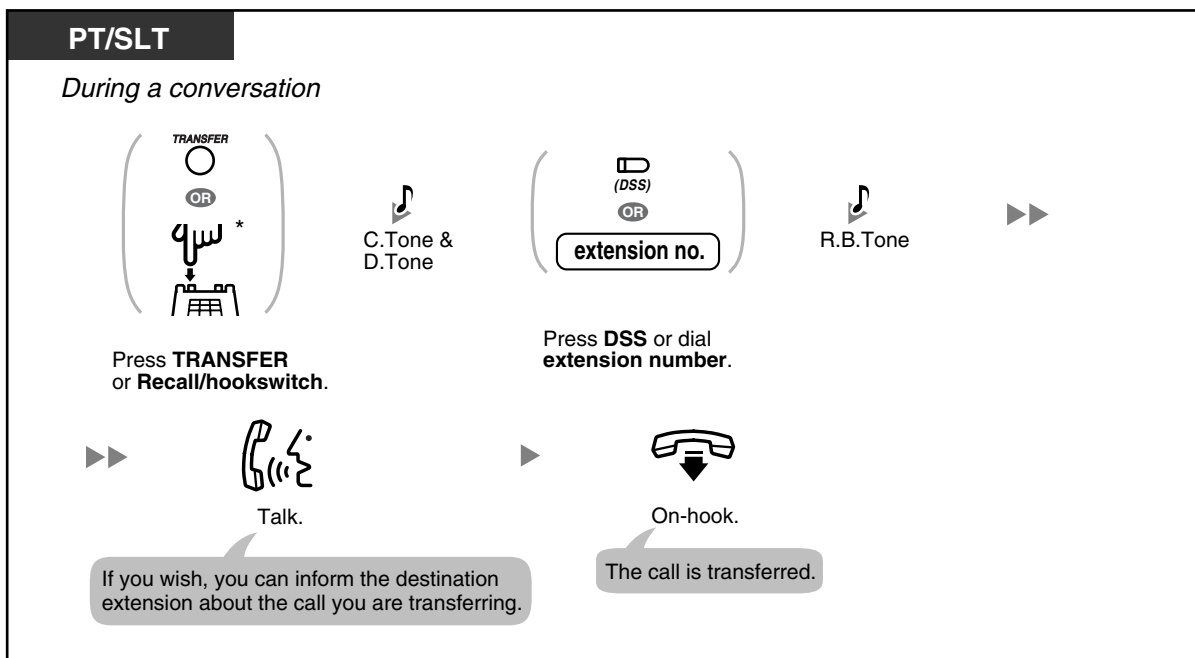 PT/SLT
During a conversation
TRANSFER
OR
*
C.Tone &
D.Tone
(DSS)
OR
extension no.
R.B.Tone
Press TRANSFER
or Recall/hookswitch.
Press DSS or dial
extension number.
Talk.
On-hook.
If you wish, you can inform the destination
extension about the call you are transferring.
The call is transferred.